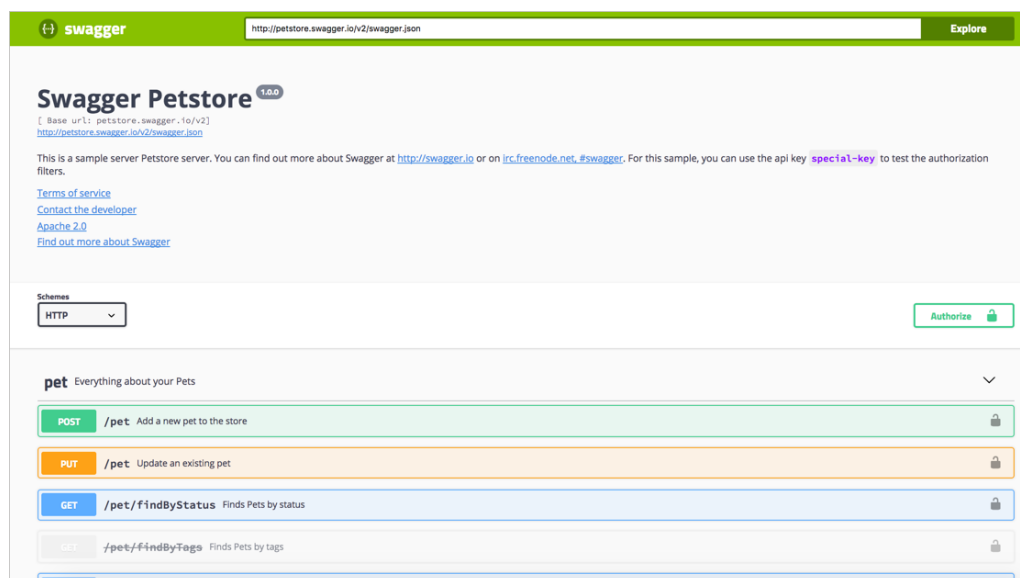 {···} swagger
http://petstore.swagger.io/v2/swagger.json
Explore
Swagger Petstore 1.0.0
[ Base url: petstore.swagger.io/v2]
http://petstore.swagger.io/v2/swagger.json
This is a sample server Petstore server. You can find out more about Swagger at http://swagger.io or on irc.freenode.net, #swagger. For this sample, you can use the api key special-key to test the authorization
filters.
Terms of service
Contact the developer
Apache 2.0
Find out more about Swagger
Schemes
HTTP
Authorize
pet Everything about your Pets
POST /pet Add a new pet to the store
PUT /pet Update an existing pet
GET /pet/findByStatus Finds Pets by status
GET /pet/findByTags Finds Pets by tags